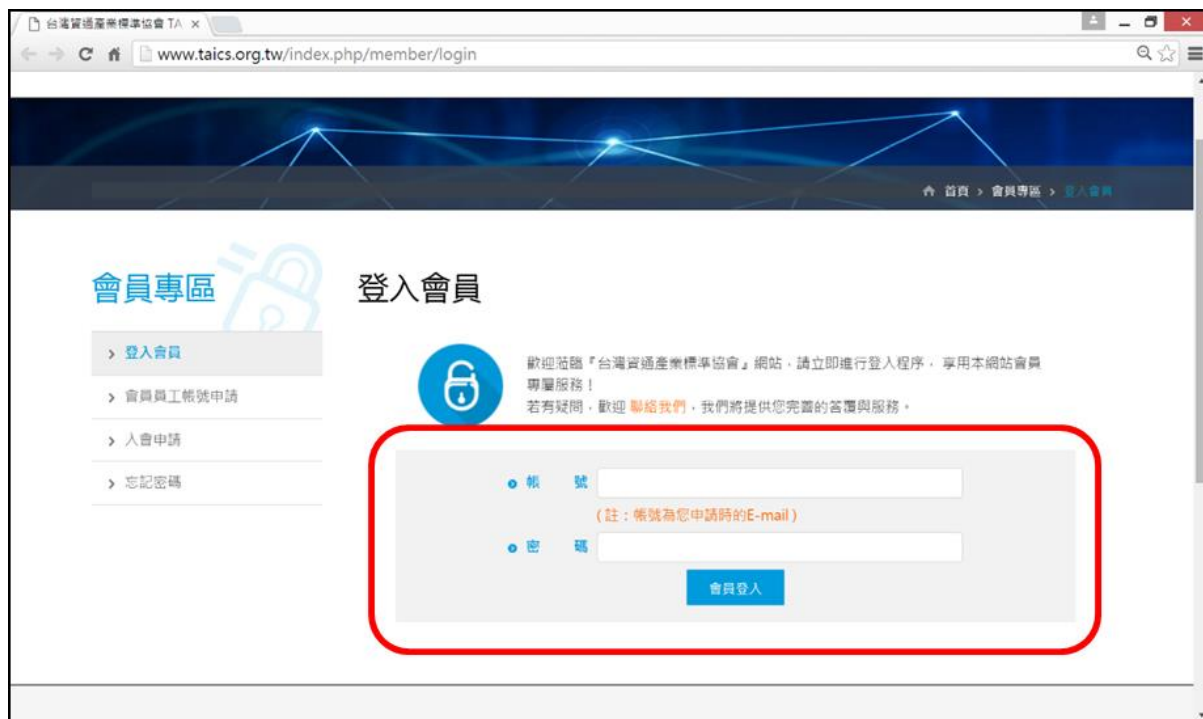 台灣資通產業標準協會 TA
www.taics.org.tw/index.php/member/login
首頁 > 會員專區 > 登入會員
會員專區
登入會員
會員員工帳號申請
入會申請
忘記密碼
登入會員
歡迎蒞臨『台灣資通產業標準協會』網站，請立即進行登入程序， 享用本網站會員
專屬服務！
若有疑問，歡迎 聯絡我們，我們將提供您完善的答覆與服務。
帳 號
(註：帳號為您申請時的E-mail)
密 碼
會員登入